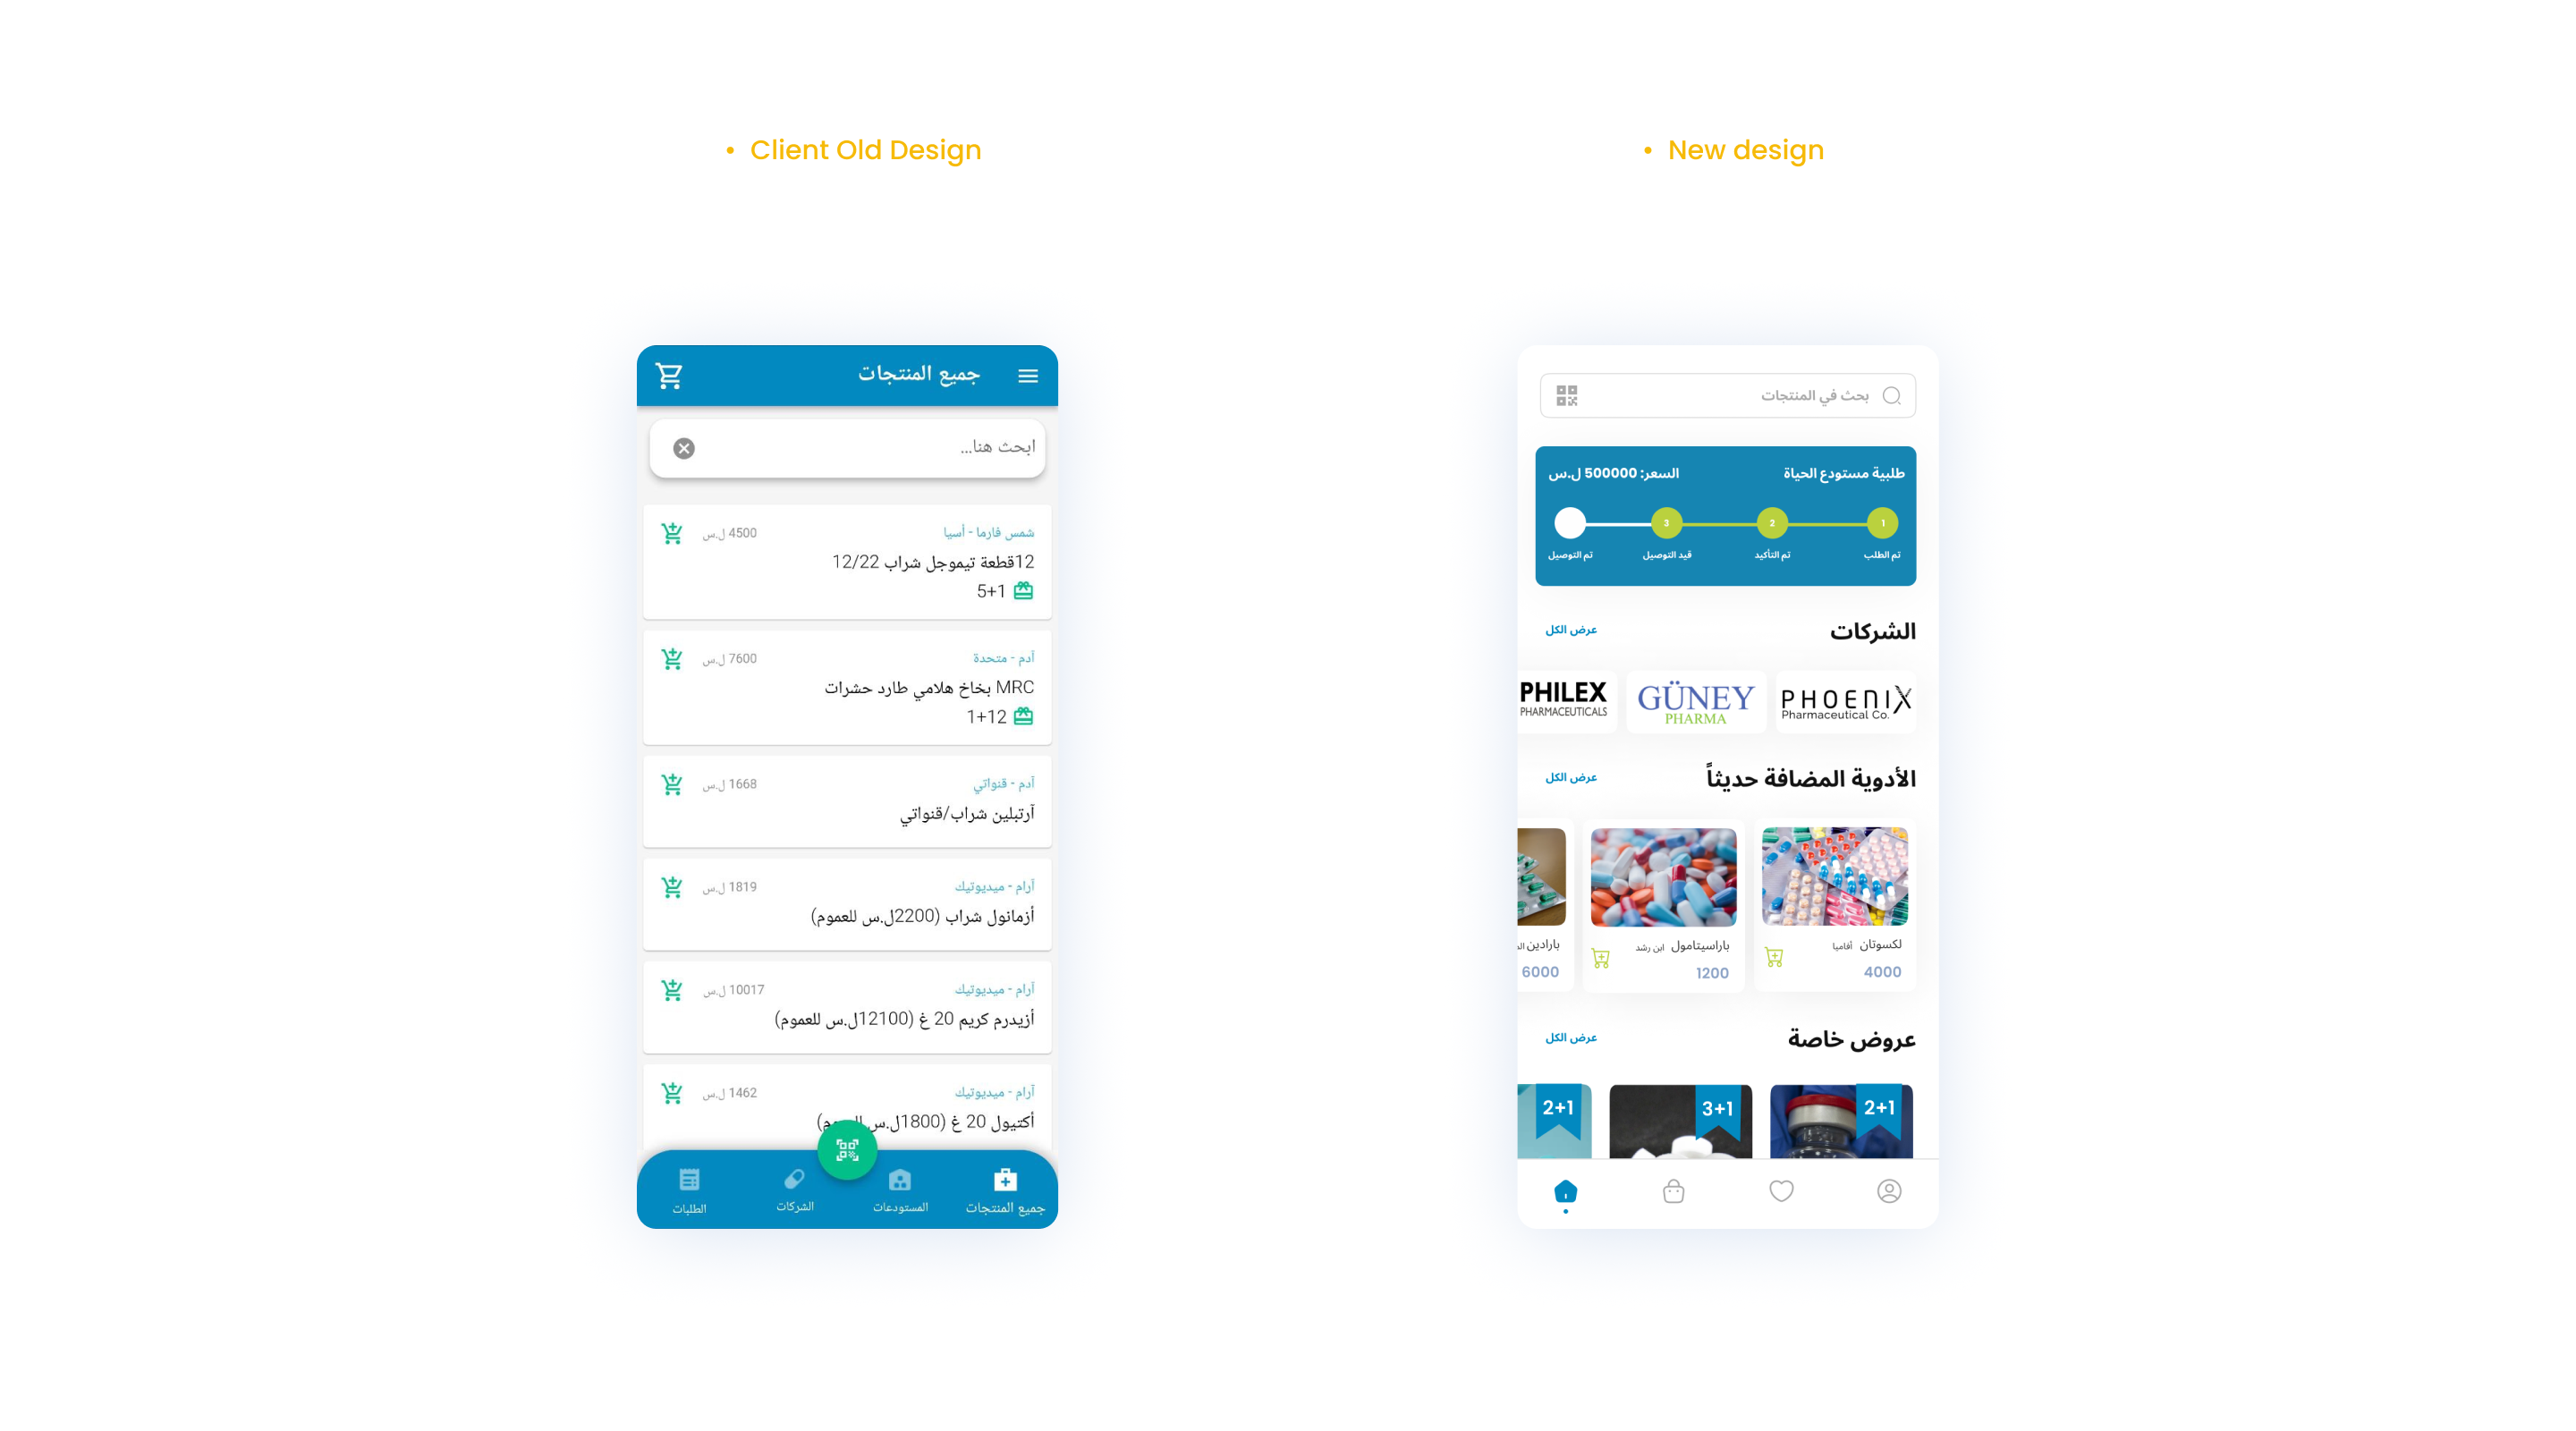 • Client Old Design
جميع المنتجات
ابحث هنا...
شمس فارما - أسيا
4500 ل.س
12قطعة تيموجل شراب 12/22
5+1
آدم - متحدة
7600 ل.س
MRC بخاخ هلامي طارد حشرات
1+12
آدم - قنواتي
1668 ل.س
آرتبلين شراب/قنواتي
آرام - ميديوتيك
1819 ل.س
أزمانول شراب (2200ل.س للعموم)
آرام - ميديوتيك
10017 ل.س
أزيدرم كريم 20 غ (12100ل.س للعموم)
آرام - ميديوتيك
1462 ل.س
أكتيول 20 غ (1800ل.س
جميع المنتجات
المستودعات
الشركات
الطلبات
• New design
بحث في المنتجات
طلبية مستودع الحياة
السعر: 500000 ل.س
1
2
3
تم الطلب
تم التأكيد
قيد التوصيل
تم التوصيل
الشركات
عرض الكل
PHOENIX
Pharmaceutical Co.
GÜNEY
PHARMA
PHILEX
PHARMACEUTICALS
الأدوية المضافة حديثاً
عرض الكل
لكسوتان أفاميا
4000
باراسيتامول ابن رشد
1200
بارادين
6000
عروض خاصة
عرض الكل
2+1
3+1
2+1